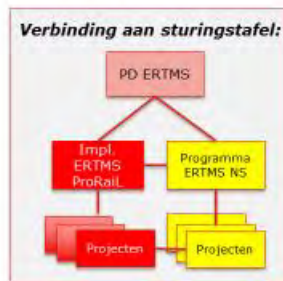 Verbinding aan sturingstafel:
PD ERTMS
Impl.
ERTMS
ProRaiL
Programma
ERTMS NS
Projecten
Projecten